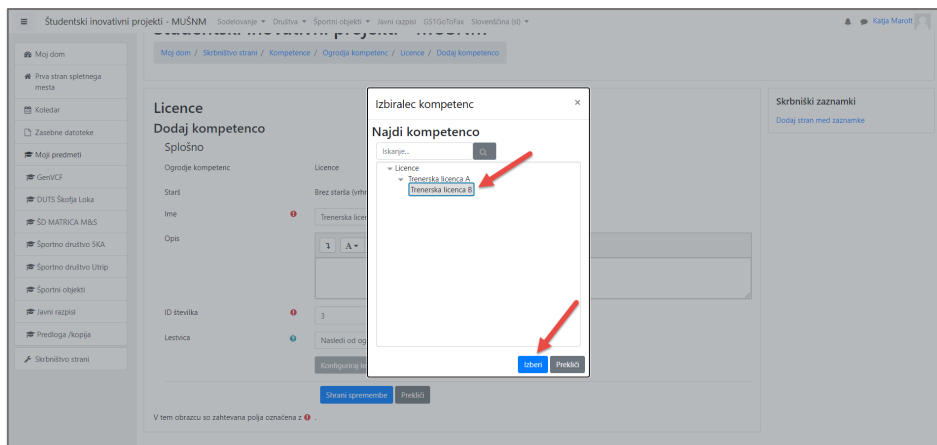 Študentski inovativni projekti - MUŠNM Sodelovanje Društva Športni objekti Javni razpisi GS1GoToFax Slovenščina (sl) Katja Marolt
Moj dom / Skrbništvo strani / Kompetence / Ogrodja kompetenc / Licence / Dodaj kompetenco
Moj dom
Prva stran spletnega
mesta
Koledar
Zasebne datoteke
Moji predmeti
GenVCF
DUTS Škofja Loka
ŠD MATRICA M&S
Športno društvo 5KA
Športno društvo Utrip
Športni objekti
Javni razpisi
Predloga /kopija
Skrbništvo strani
Licence
Dodaj kompetenco
Splošno
Ogrodje kompetenc Licence
Starš Brez starša (vrhn
Ime Trenerska licen
Opis
ID številka 3
Lestvica Nasledi od og
Konfiguriraj le
Shrani spremembe Prekliči
V tem obrazcu so zahtevana polja označena z .
Izbiralec kompetenc ×
Najdi kompetenco
Iskanje...
Licence
Trenerska licenca A
Trenerska licenca B
Izberi Prekliči
Skrbniški zaznamki
Dodaj stran med zaznamke